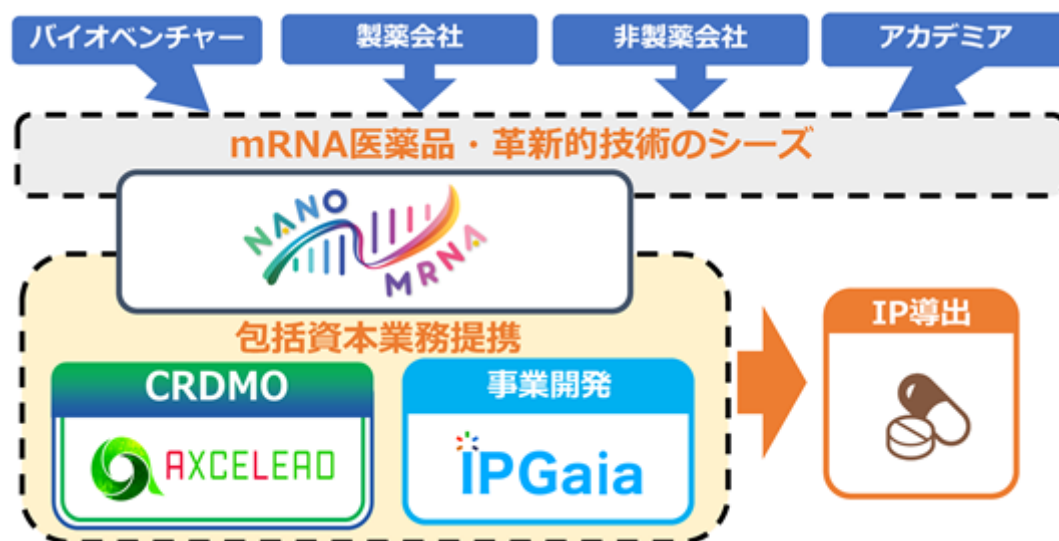 バイオベンチャー
製薬会社
非製薬会社
アカデミア
mRNA医薬品・革新的技術のシーズ
NANO
MRNA
包括資本業務提携
CRDMO
AXCELEAD
事業開発
IPGaia
IP導出